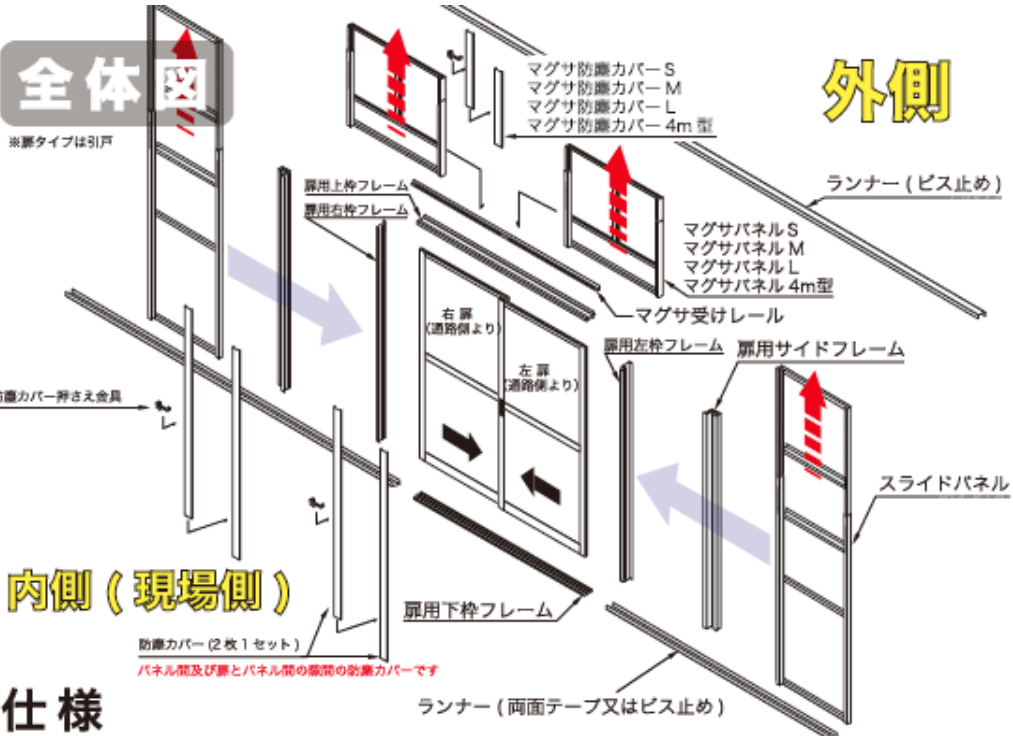 全体図
※扉タイプは引戸
マグサ防塵カバー S
マグサ防塵カバー M
マグサ防塵カバー L
マグサ防塵カバー 4m 型
外側
ランナー ( ビス止め )
扉用上枠フレーム
扉用右枠フレーム
マグサパネル S
マグサパネル M
マグサパネル L
マグサパネル 4m型
マグサ受けレール
右 扉
(通路側より)
左 扉
(通路側より)
扉用左枠フレーム
扉用サイドフレーム
防塵カバー押さえ金具
スライドパネル
内側 ( 現場側 )
扉用下枠フレーム
防塵カバー (2 枚 1 セット )
パネル間及び扉とパネル間の隙間の防塵カバーです
ランナー ( 両面テープ又はビス止め )
仕様